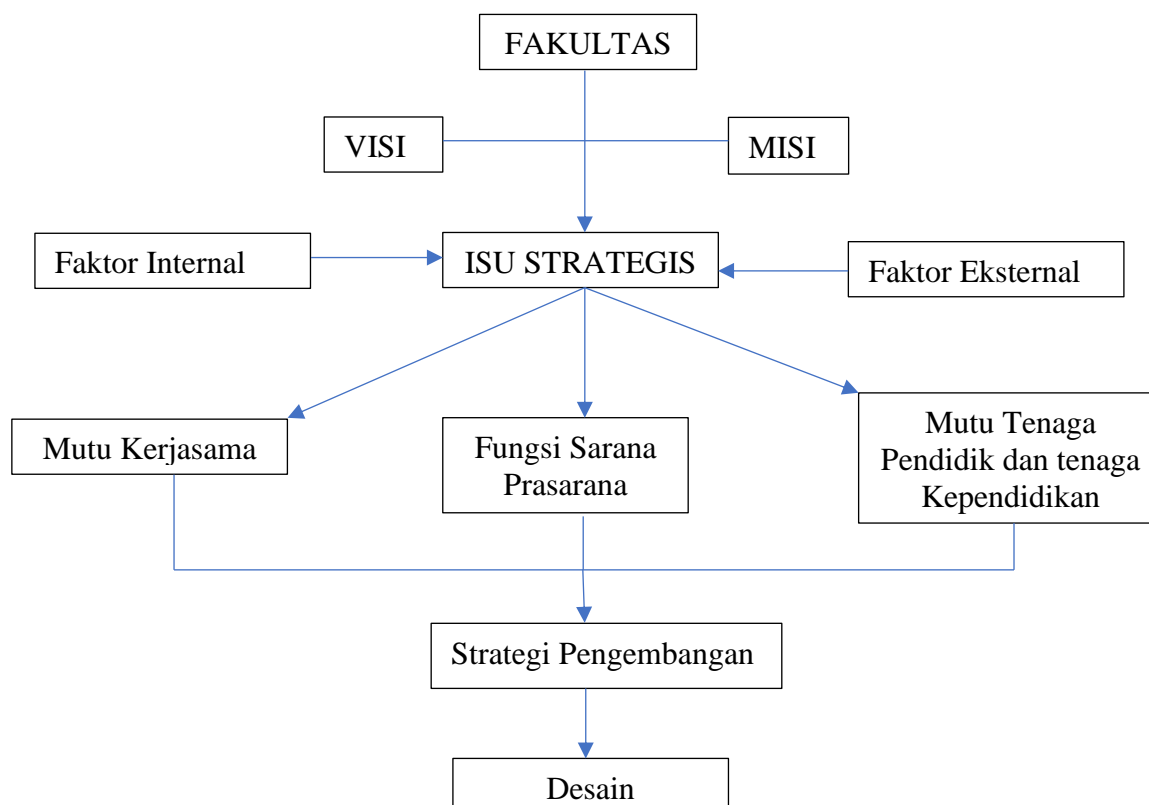 FAKULTAS
VISI
MISI
Faktor Internal
ISU STRATEGIS
Faktor Eksternal
Mutu Kerjasama
Fungsi Sarana
Prasarana
Mutu Tenaga
Pendidik dan tenaga
Kependidikan
Strategi Pengembangan
Desain